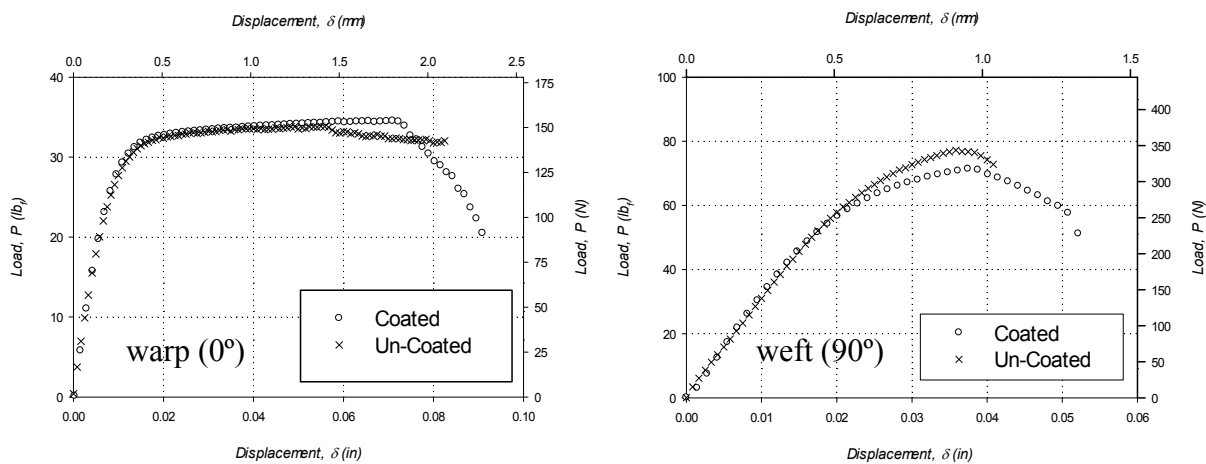 Displacement, δ (mm)
0.0 0.5 1.0 1.5 2.0 2.5
40
30
20
10
0
Load, P (lbf)
175
150
125
100
75
50
25
0
Load, P (N)
Coated
Un-Coated
warp (0º)
0.00 0.02 0.04 0.06 0.08 0.10
Displacement, δ (in)
Displacement, δ (mm)
0.0 0.5 1.0 1.5
100
80
60
40
20
0
Load, P (lbf)
400
350
300
250
200
150
100
50
0
Load, P (N)
Coated
Un-Coated
weft (90º)
0.00 0.01 0.02 0.03 0.04 0.05 0.06
Displacement, δ (in)